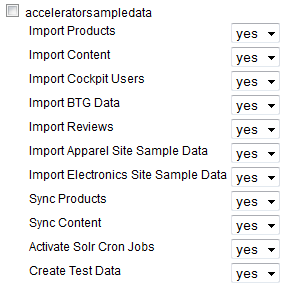 acceleratorsampledata
Import Products yes
Import Content yes
Import Cockpit Users yes
Import BTG Data yes
Import Reviews yes
Import Apparel Site Sample Data yes
Import Electronics Site Sample Data yes
Sync Products yes
Sync Content yes
Activate Solr Cron Jobs yes
Create Test Data yes